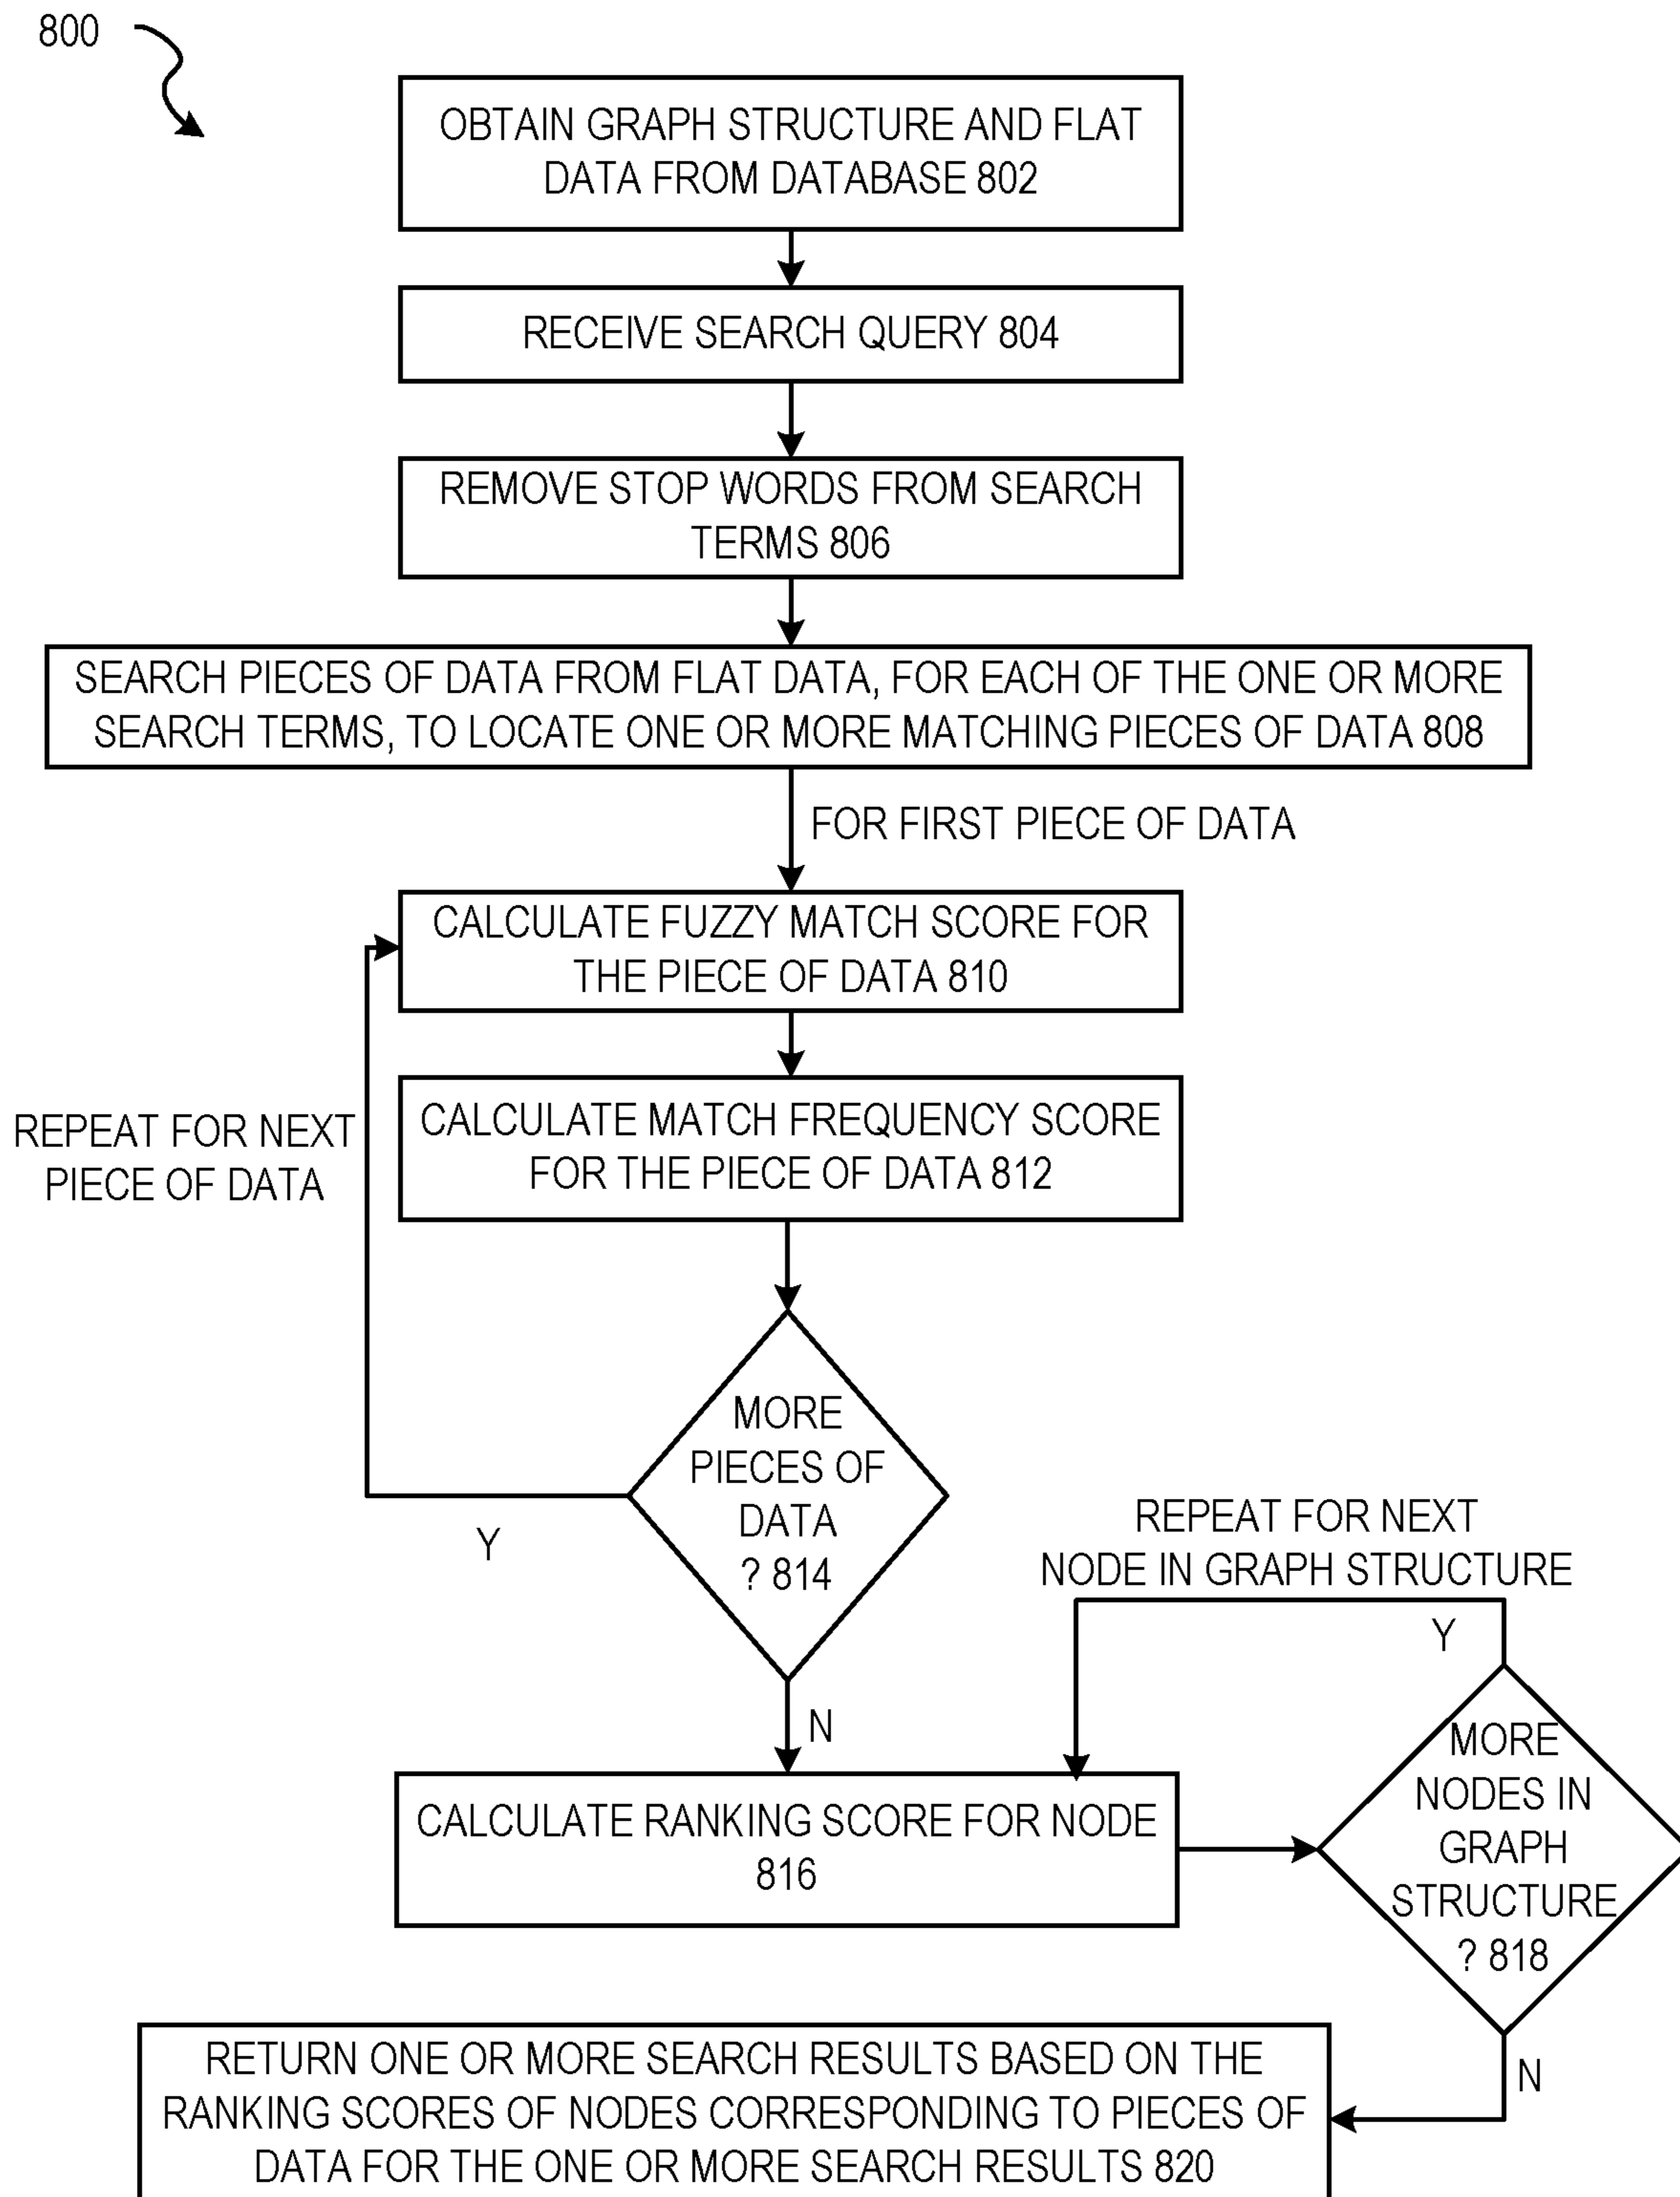 800
OBTAIN GRAPH STRUCTURE AND FLAT
DATA FROM DATABASE 802
RECEIVE SEARCH QUERY 804
REMOVE STOP WORDS FROM SEARCH
TERMS 806
SEARCH PIECES OF DATA FROM FLAT DATA, FOR EACH OF THE ONE OR MORE
SEARCH TERMS, TO LOCATE ONE OR MORE MATCHING PIECES OF DATA 808
FOR FIRST PIECE OF DATA
CALCULATE FUZZY MATCH SCORE FOR
THE PIECE OF DATA 810
CALCULATE MATCH FREQUENCY SCORE
FOR THE PIECE OF DATA 812
REPEAT FOR NEXT
PIECE OF DATA
MORE
PIECES OF
DATA
? 814
Y
N
REPEAT FOR NEXT
NODE IN GRAPH STRUCTURE
Y
CALCULATE RANKING SCORE FOR NODE
816
MORE
NODES IN
GRAPH
STRUCTURE
? 818
N
RETURN ONE OR MORE SEARCH RESULTS BASED ON THE
RANKING SCORES OF NODES CORRESPONDING TO PIECES OF
DATA FOR THE ONE OR MORE SEARCH RESULTS 820